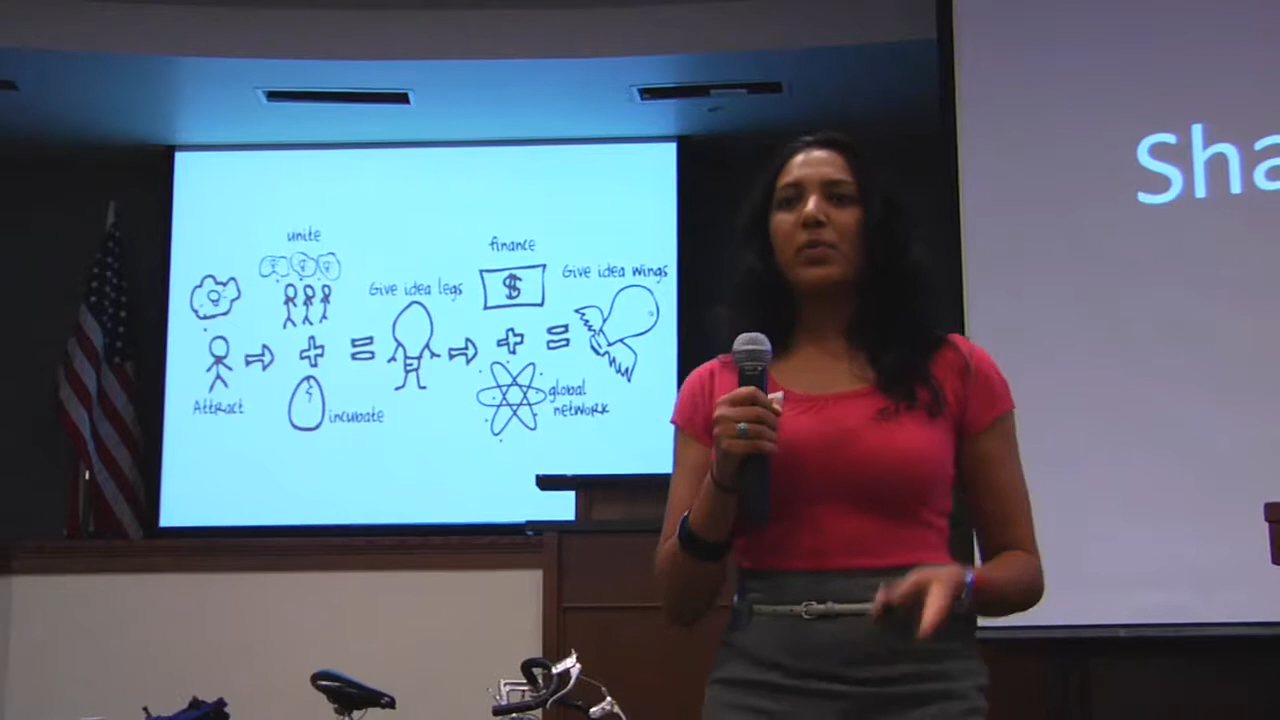 unite
finance
Give idea wings
Give idea legs
$
Attract
incubate
global
network
Sha